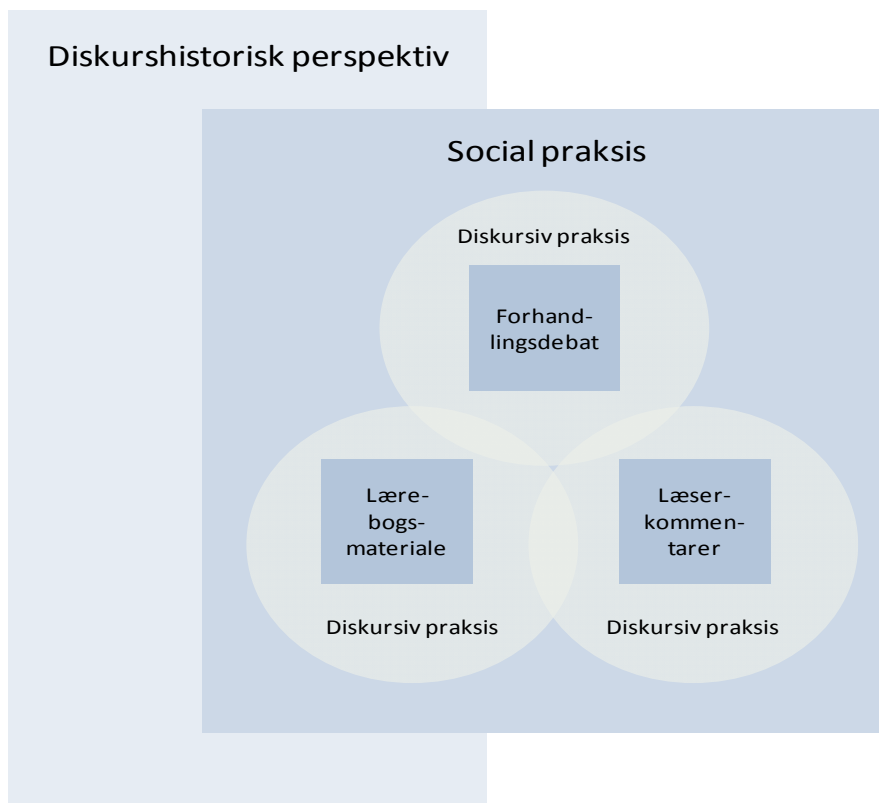 Diskurshistorisk perspektiv
Social praksis
Diskursiv praksis
Forhand-
lingsdebat
Lære-
bogs-
materiale
Læser-
kommen-
tarer
Diskursiv praksis
Diskursiv praksis